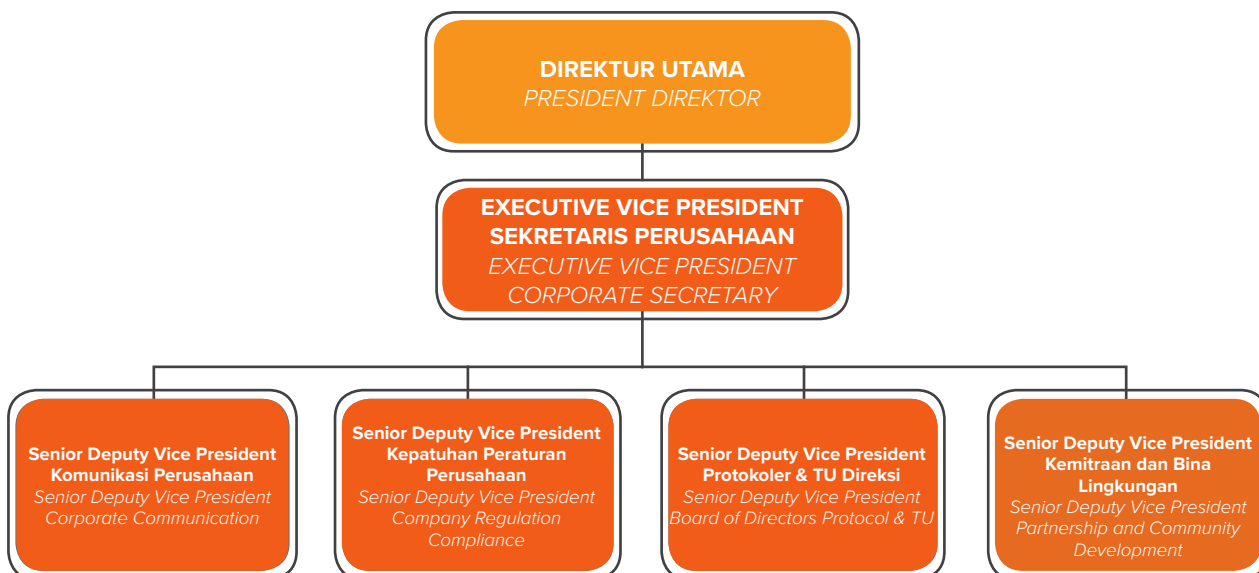 DIREKTUR UTAMA
PRESIDENT DIREKTOR
EXECUTIVE VICE PRESIDENT
SEKRETARIS PERUSAHAAN
EXECUTIVE VICE PRESIDENT
CORPORATE SECRETARY
Senior Deputy Vice President
Komunikasi Perusahaan
Senior Deputy Vice President
Corporate Communication
Senior Deputy Vice President
Kepatuhan Peraturan
Perusahaan
Senior Deputy Vice President
Company Regulation
Compliance
Senior Deputy Vice President
Protokoler & TU Direksi
Senior Deputy Vice President
Board of Directors Protocol & TU
Senior Deputy Vice President
Kemitraan dan Bina
Lingkungan
Senior Deputy Vice President
Partnership and Community
Development